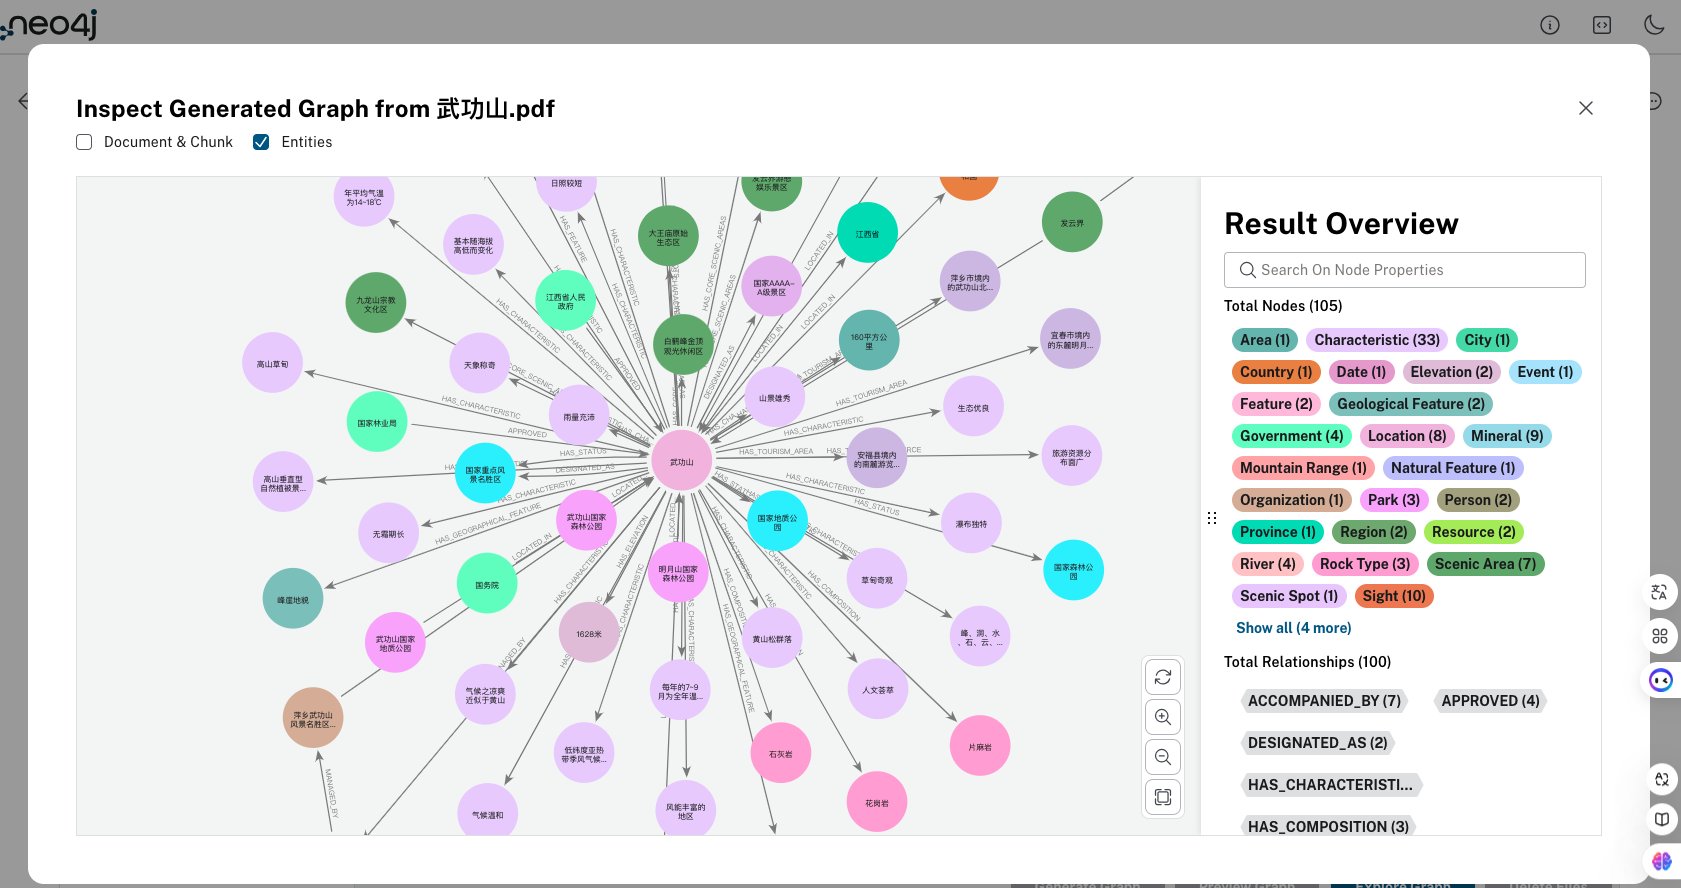 neo4j
Inspect Generated Graph from 武功山.pdf
Document & Chunk
Entities
年平均气温
为14-18℃
日照较短
娱乐景区
发云界
基本随海拔
高低而变化
大王庙原始
生态区
江西省
九龙山宗教
文化区
江西省人民
政府
国家AAAA-
A级景区
萍乡市境内
的武功山北...
高山草甸
天象称奇
白鹤峰金顶
观光休闲区
160平方公
里
宜春市境内
的东麓明月...
国家林业局
雨量充沛
山景雄秀
生态优良
高山垂直型
自然植被景...
国家重点风
景名胜区
武功山
安福县境内
的南麓游览...
旅游资源分
布面广
无霜期长
武功山国家
森林公园
国家地质公
园
瀑布独特
峰崖地貌
国务院
明月山国家
森林公园
草甸奇观
国家森林公
园
武功山国家
地质公园
1628米
黄山松群落
峰、洞、水
、石、云、...
萍乡武功山
风景名胜区...
气候之凉爽
近似于黄山
每年的7-9
月为全年温...
人文荟萃
低纬度亚热
带季风气候...
石灰岩
片麻岩
气候温和
风能丰富的
地区
花岗岩
HAS_FEATURE
HAS_CHARACTERISTIC
HAS_CORE_SCENIC_AREAS
LOCATED_IN
HAS_CHARACTERISTIC
HAS_CHARACTERISTIC
LOCATED_IN
APPROVED
DESIGNATED_AS
LOCATED_IN
HAS_TOURISM_AREA
HAS_CHARACTERISTIC
APPROVED
HAS_CHARACTERISTIC
HAS_STATUS
HAS_TOURISM_AREA
DESIGNATED_AS
HAS_CHARACTERISTIC
HAS_CHARACTERISTIC
HAS_STATUS
HAS_GEOGRAPHICAL_FEATURE
LOCATED_IN
HAS_ELEVATION
HAS_COMPOSITION
HAS_GEOGRAPHICAL_FEATURE
MANAGED_BY
Result Overview
Search On Node Properties
Total Nodes (105)
Area (1)
Characteristic (33)
City (1)
Country (1)
Date (1)
Elevation (2)
Event (1)
Feature (2)
Geological Feature (2)
Government (4)
Location (8)
Mineral (9)
Mountain Range (1)
Natural Feature (1)
Organization (1)
Park (3)
Person (2)
Province (1)
Region (2)
Resource (2)
River (4)
Rock Type (3)
Scenic Area (7)
Scenic Spot (1)
Sight (10)
Show all (4 more)
Total Relationships (100)
ACCOMPANIED_BY (7)
APPROVED (4)
DESIGNATED_AS (2)
HAS_CHARACTERISTI...
HAS_COMPOSITION (3)